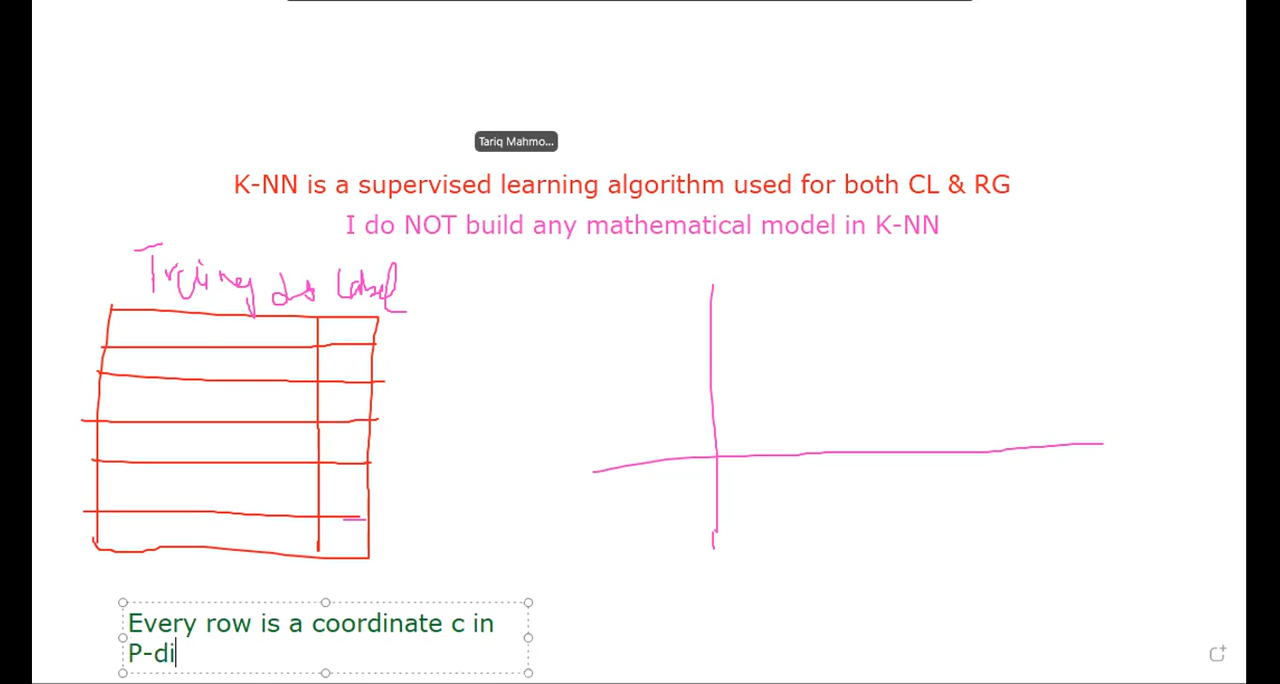 Tariq Mahmo...
K-NN is a supervised learning algorithm used for both CL & RG
I do NOT build any mathematical model in K-NN
Label
Every row is a coordinate c in
P-di